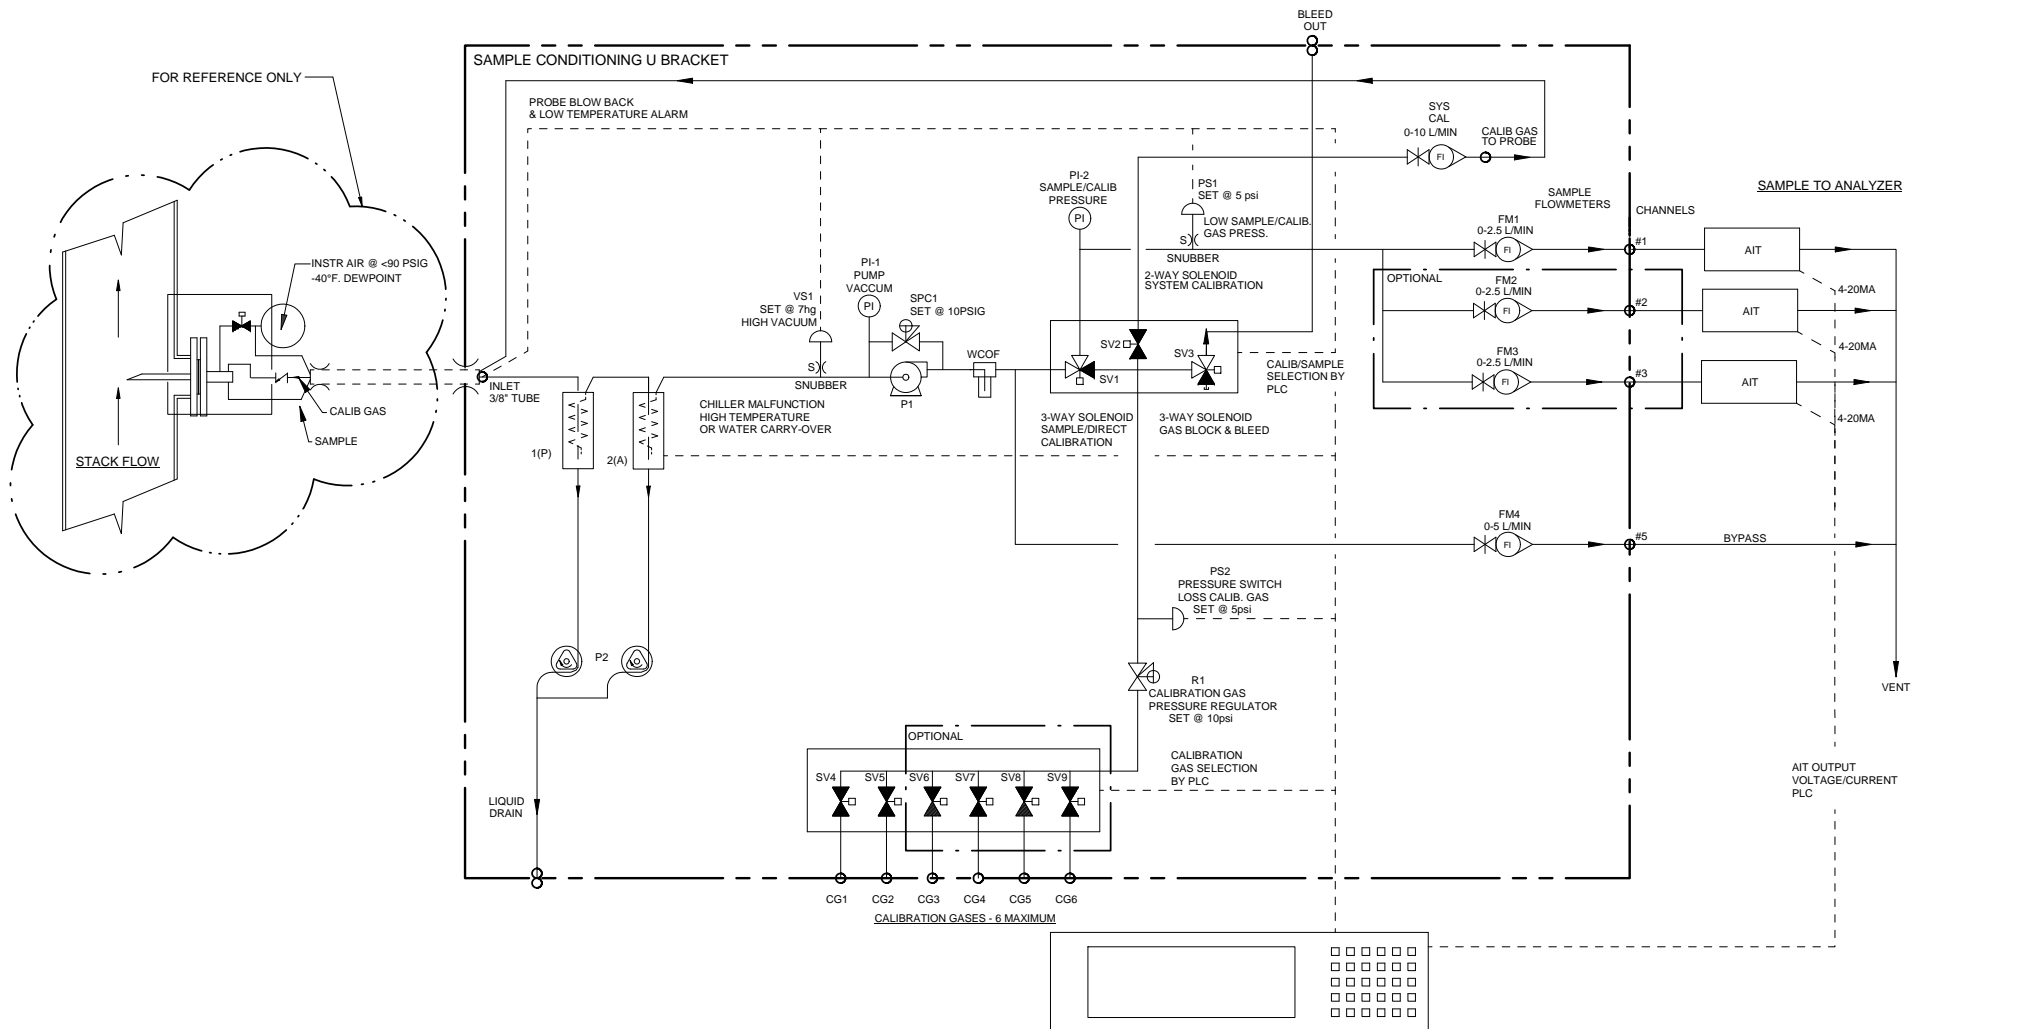 BLEED
OUT
SAMPLE CONDITIONING U BRACKET
FOR REFERENCE ONLY
PROBE BLOW BACK
& LOW TEMPERATURE ALARM
SYS
CAL
0-10 L/MIN
FI
CALIB GAS
TO PROBE
PI-2
SAMPLE/CALIB
PRESSURE
PI
PS1
SET @ 5 psi
LOW SAMPLE/CALIB.
GAS PRESS.
S
SNUBBER
SAMPLE
FLOWMETERS
CHANNELS
SAMPLE TO ANALYZER
FM1
0-2.5 L/MIN
FI
#1
AIT
4-20MA
OPTIONAL
FM2
0-2.5 L/MIN
FI
#2
AIT
4-20MA
FM3
0-2.5 L/MIN
FI
#3
AIT
4-20MA
INSTR AIR @ <90 PSIG
-40°F. DEWPOINT
CALIB GAS
SAMPLE
STACK FLOW
INLET
3/8" TUBE
VS1
SET @ 7hg
HIGH VACUUM
S
SNUBBER
PI-1
PUMP
VACCUM
PI
SPC1
SET @ 10PSIG
P1
WCOF
2-WAY SOLENOID
SYSTEM CALIBRATION
SV2
SV1
SV3
CALIB/SAMPLE
SELECTION BY
PLC
3-WAY SOLENOID
SAMPLE/DIRECT
CALIBRATION
3-WAY SOLENOID
GAS BLOCK & BLEED
CHILLER MALFUNCTION
HIGH TEMPERATURE
OR WATER CARRY-OVER
1(P)
2(A)
FM4
0-5 L/MIN
FI
#5
BYPASS
PS2
PRESSURE SWITCH
LOSS CALIB. GAS
SET @ 5psi
P2
R1
CALIBRATION GAS
PRESSURE REGULATOR
SET @ 10psi
VENT
OPTIONAL
CALIBRATION
GAS SELECTION
BY PLC
SV4
SV5
SV6
SV7
SV8
SV9
AIT OUTPUT
VOLTAGE/CURRENT
PLC
LIQUID
DRAIN
CG1
CG2
CG3
CG4
CG5
CG6
CALIBRATION GASES - 6 MAXIMUM